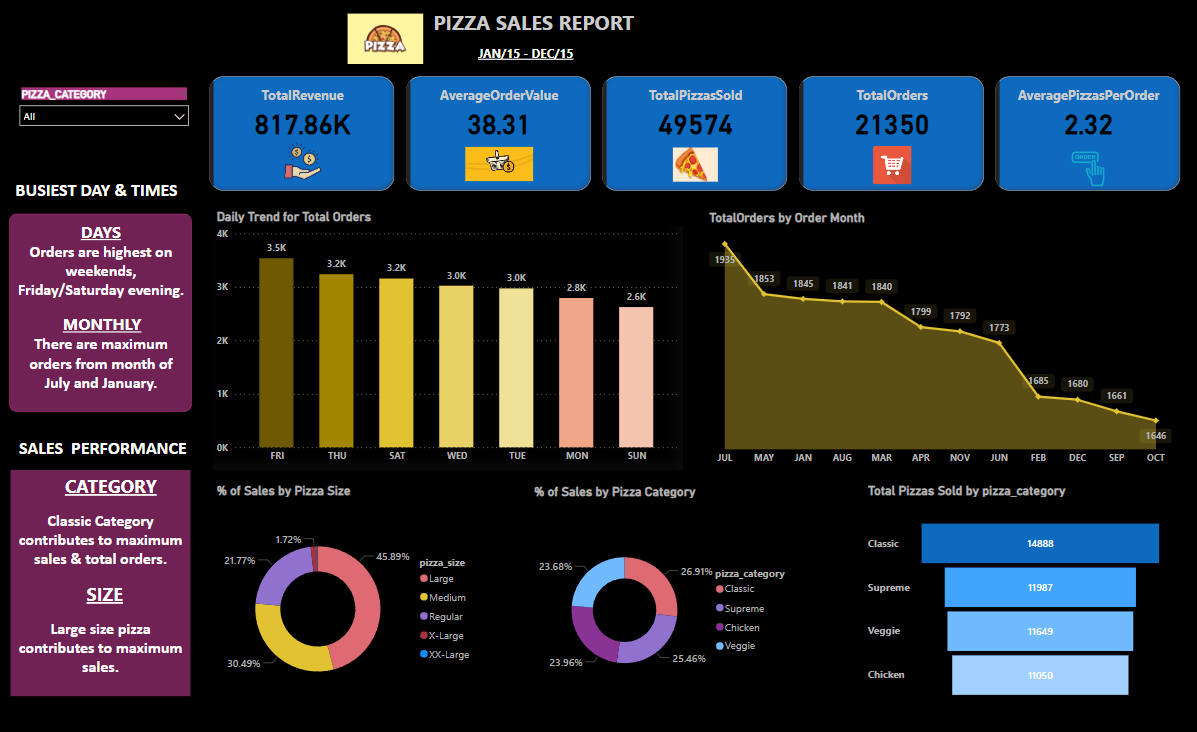 PIZZA SALES REPORT
PIZZA
JAN/15 - DEC/15
PIZZA_CATEGORY
All
TotalRevenue
817.86K
AverageOrderValue
38.31
TotalPizzasSold
49574
TotalOrders
21350
AveragePizzasPerOrder
2.32
ORDER
BUSIEST DAY & TIMES
DAYS
Orders are highest on
weekends,
Friday/Saturday evening.
MONTHLY
There are maximum
orders from month of
July and January.
SALES PERFORMANCE
CATEGORY
Classic Category
contributes to maximum
sales & total orders.
SIZE
Large size pizza
contributes to maximum
sales.
Daily Trend for Total Orders
4K
3K
2K
1K
0K
3.5K
3.2K
3.2K
3.0K
3.0K
2.8K
2.6K
FRI
THU
SAT
WED
TUE
MON
SUN
TotalOrders by Order Month
1935
1853
1845
1841
1840
1799
1792
1773
1685
1680
1661
1646
JUL
MAY
JAN
AUG
MAR
APR
NOV
JUN
FEB
DEC
SEP
OCT
% of Sales by Pizza Size
1.72%
21.77%
45.89%
30.49%
pizza_size
Large
Medium
Regular
X-Large
XX-Large
% of Sales by Pizza Category
23.68%
26.91%
23.96%
25.46%
pizza_category
Classic
Supreme
Chicken
Veggie
Total Pizzas Sold by pizza_category
Classic
14888
Supreme
11987
Veggie
11649
Chicken
11050